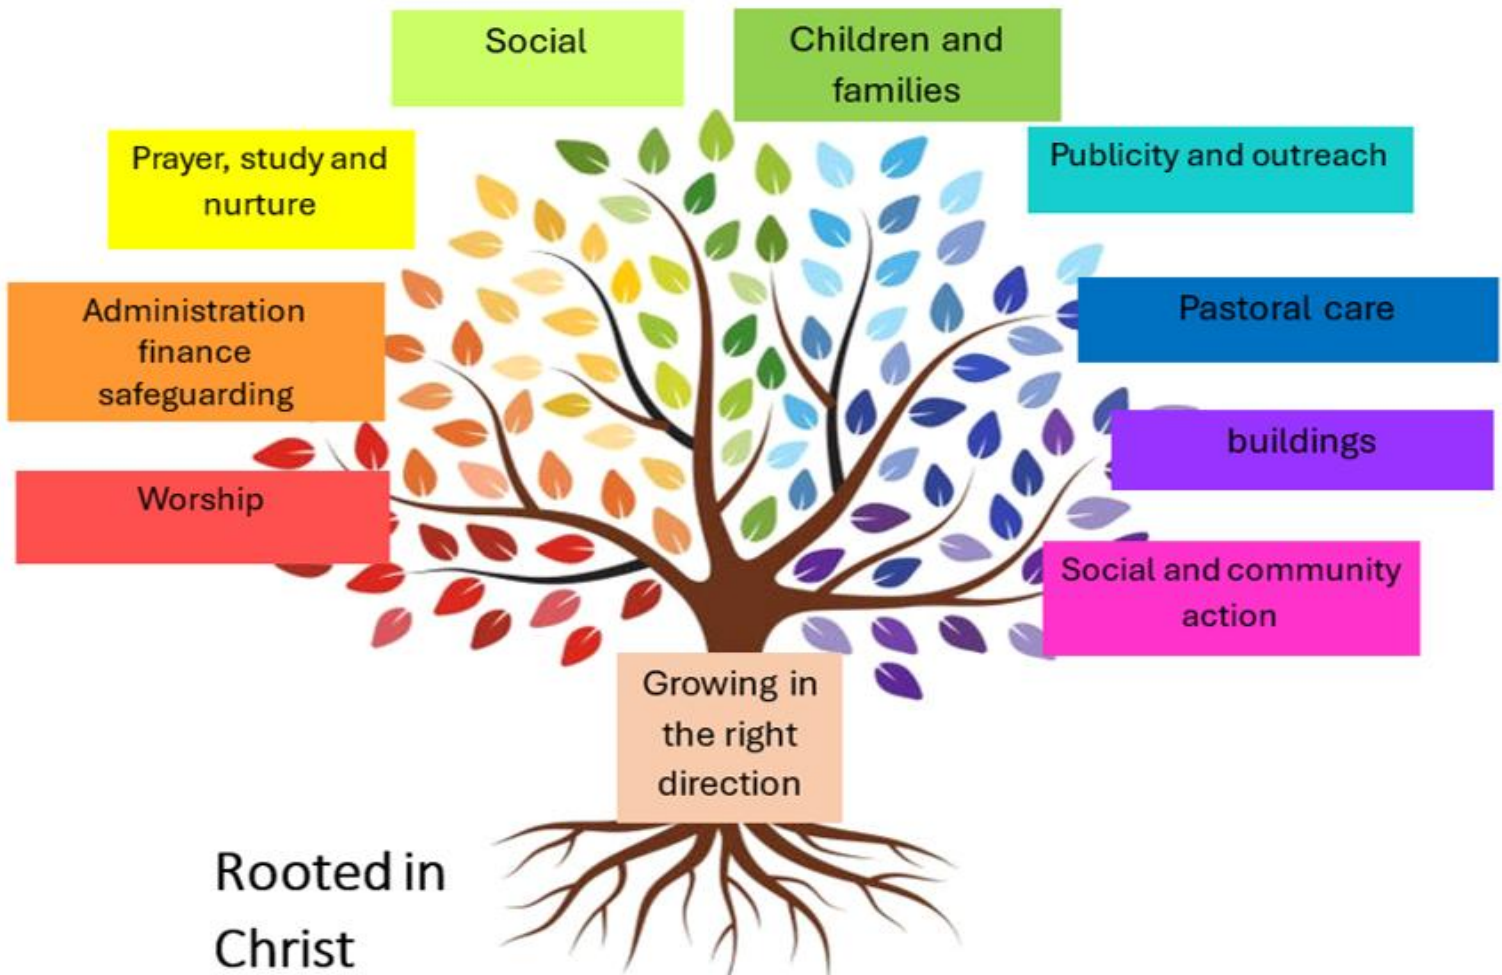 Social
Children and
families
Prayer, study and
nurture
Publicity and outreach
Administration
finance
safeguarding
Pastoral care
buildings
Worship
Social and community
action
Growing in
the right
direction
Rooted in
Christ